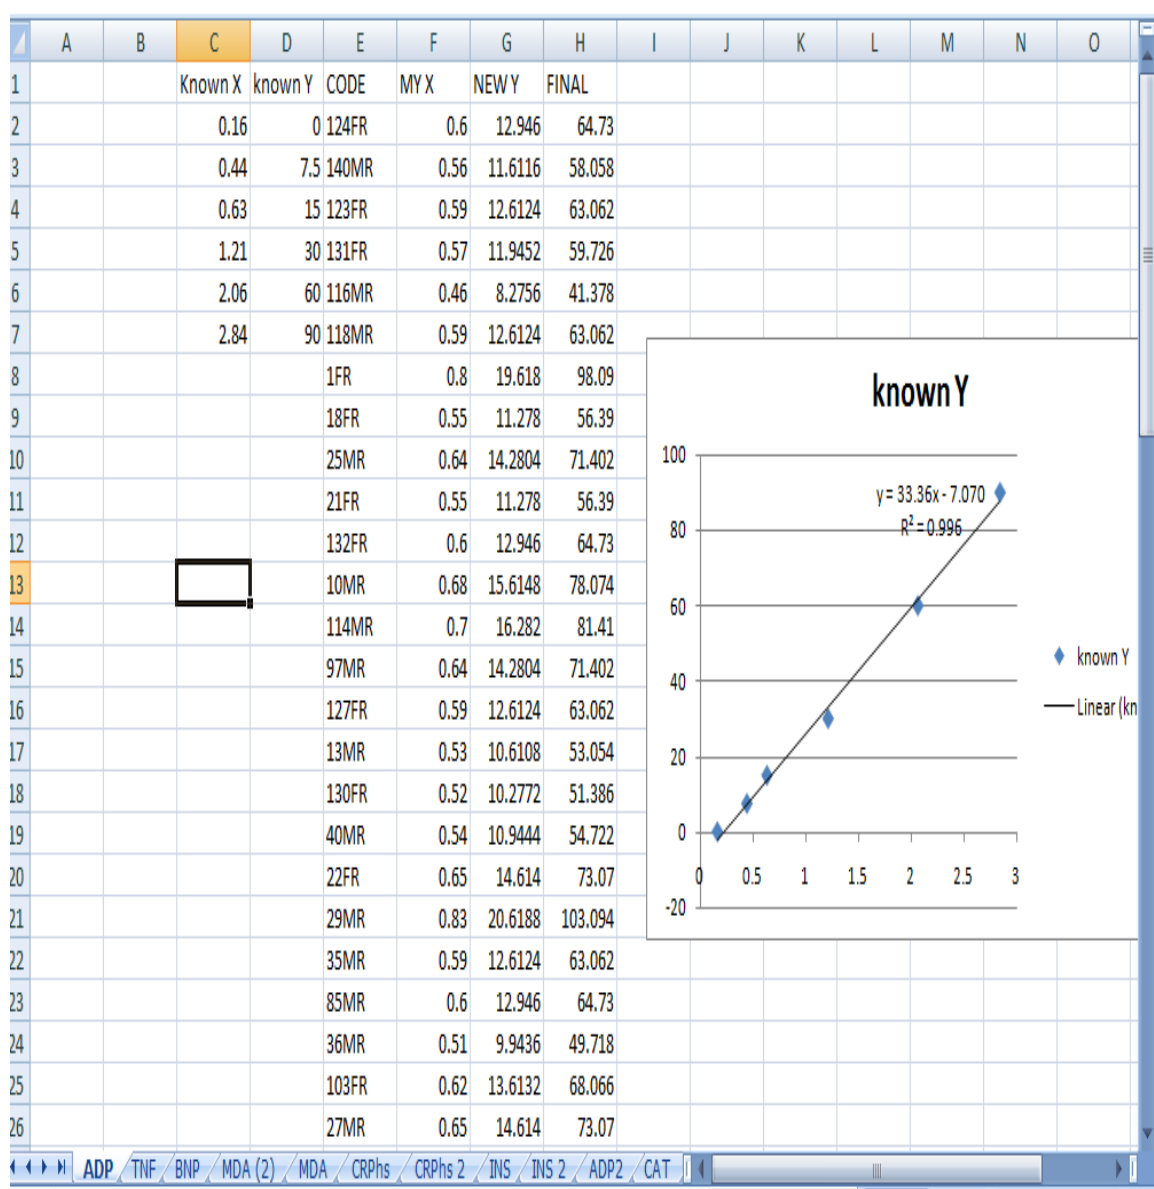 A B C D E F G H I J K L M N O
1 Known X known Y CODE MY X NEW Y FINAL
2 0.16 0 124FR 0.6 12.946 64.73
3 0.44 7.5 140MR 0.56 11.6116 58.058
4 0.63 15 123FR 0.59 12.6124 63.062
5 1.21 30 131FR 0.57 11.9452 59.726
6 2.06 60 116MR 0.46 8.2756 41.378
7 2.84 90 118MR 0.59 12.6124 63.062
8 1FR 0.8 19.618 98.09
9 18FR 0.55 11.278 56.39
10 25MR 0.64 14.2804 71.402
11 21FR 0.55 11.278 56.39
12 132FR 0.6 12.946 64.73
13 10MR 0.68 15.6148 78.074
14 114MR 0.7 16.282 81.41
15 97MR 0.64 14.2804 71.402
16 127FR 0.59 12.6124 63.062
17 13MR 0.53 10.6108 53.054
18 130FR 0.52 10.2772 51.386
19 40MR 0.54 10.9444 54.722
20 22FR 0.65 14.614 73.07
21 29MR 0.83 20.6188 103.094
22 35MR 0.59 12.6124 63.062
23 85MR 0.6 12.946 64.73
24 36MR 0.51 9.9436 49.718
25 103FR 0.62 13.6132 68.066
26 27MR 0.65 14.614 73.07
known Y
100
80
60
40
20
0
-20
y = 33.36x - 7.070
R² = 0.996
0 0.5 1 1.5 2 2.5 3
known Y
Linear (kn
ADP TNF BNP MDA (2) MDA CRPhs CRPhs 2 INS INS 2 ADP2 CAT